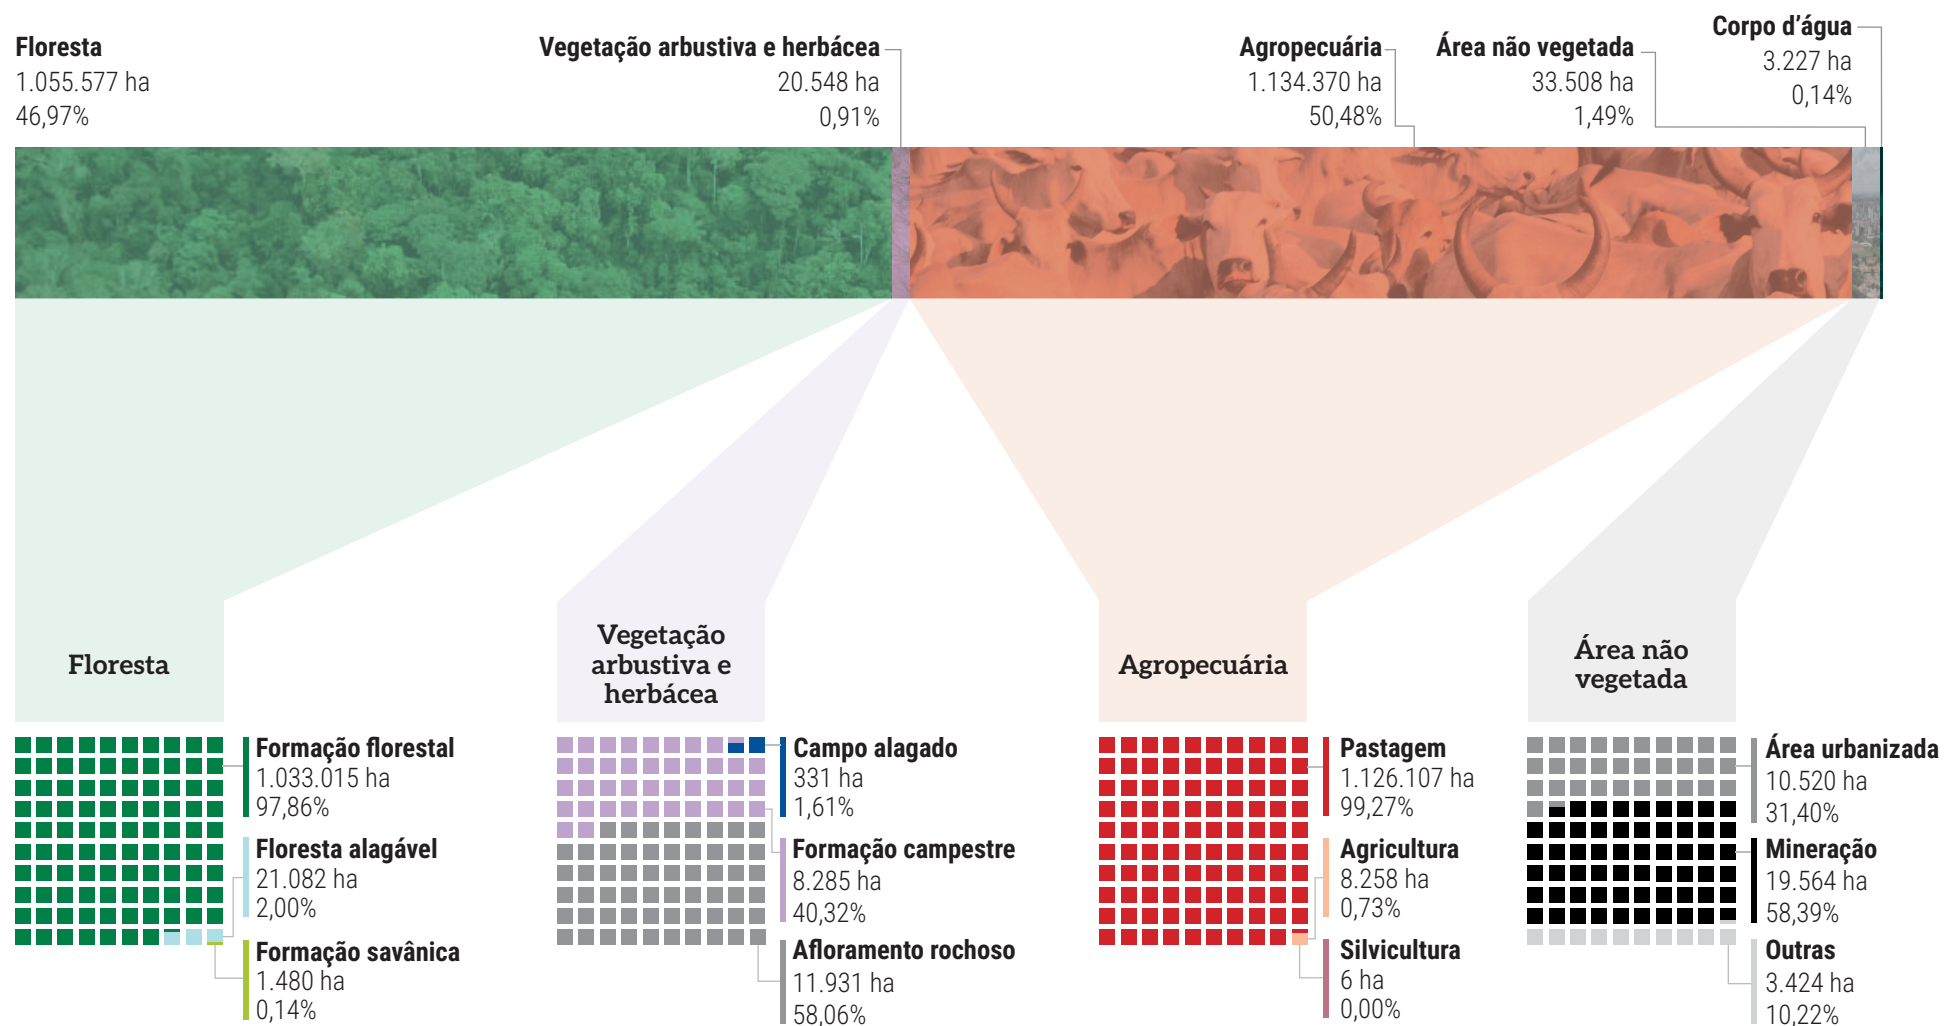 Floresta
1.055.577 ha
46,97%
Vegetação arbustiva e herbácea
20.548 ha
0,91%
Agropecuária
1.134.370 ha
50,48%
Área não vegetada
33.508 ha
1,49%
Corpo d’água
3.227 ha
0,14%
Floresta
Vegetação
arbustiva e
herbácea
Agropecuária
Área não
vegetada
Formação florestal
1.033.015 ha
97,86%
Floresta alagável
21.082 ha
2,00%
Formação savânica
1.480 ha
0,14%
Campo alagado
331 ha
1,61%
Formação campestre
8.285 ha
40,32%
Afloramento rochoso
11.931 ha
58,06%
Pastagem
1.126.107 ha
99,27%
Agricultura
8.258 ha
0,73%
Silvicultura
6 ha
0,00%
Área urbanizada
10.520 ha
31,40%
Mineração
19.564 ha
58,39%
Outras
3.424 ha
10,22%